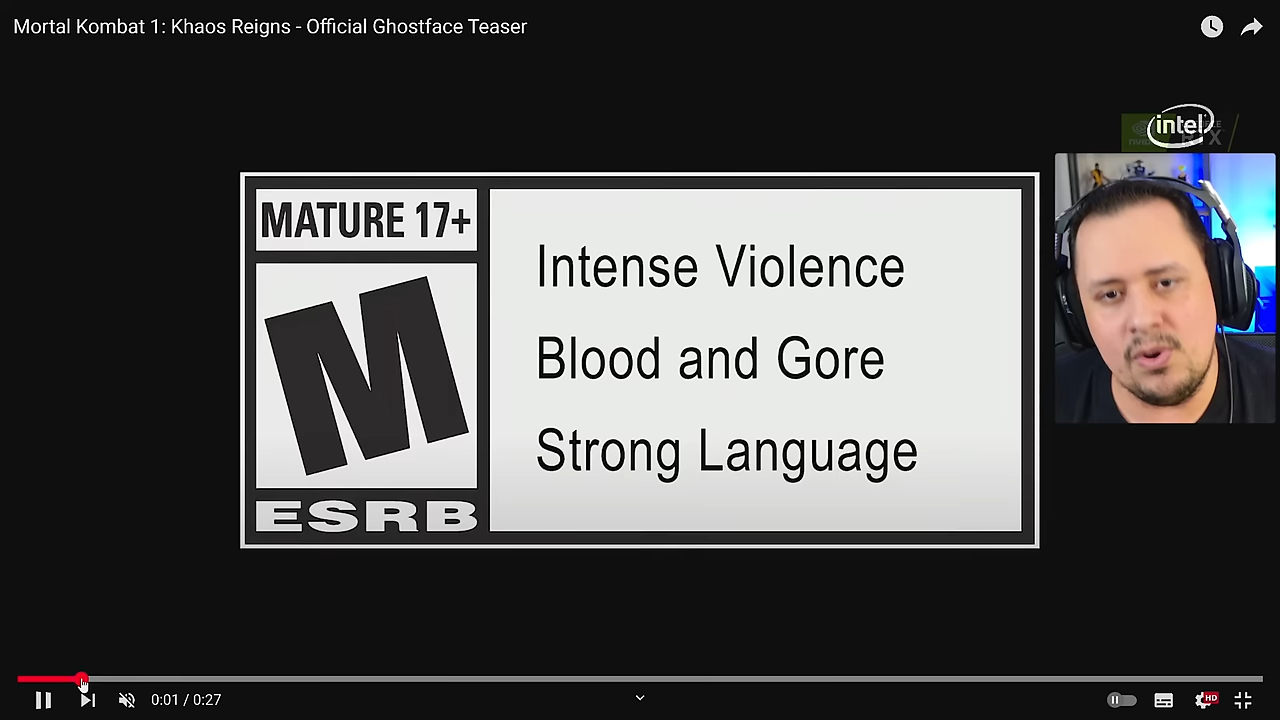 Mortal Kombat 1: Khaos Reigns - Official Ghostface Teaser
intel
MATURE 17+
M
ESRB
Intense Violence
Blood and Gore
Strong Language
0:01 / 0:27
HD